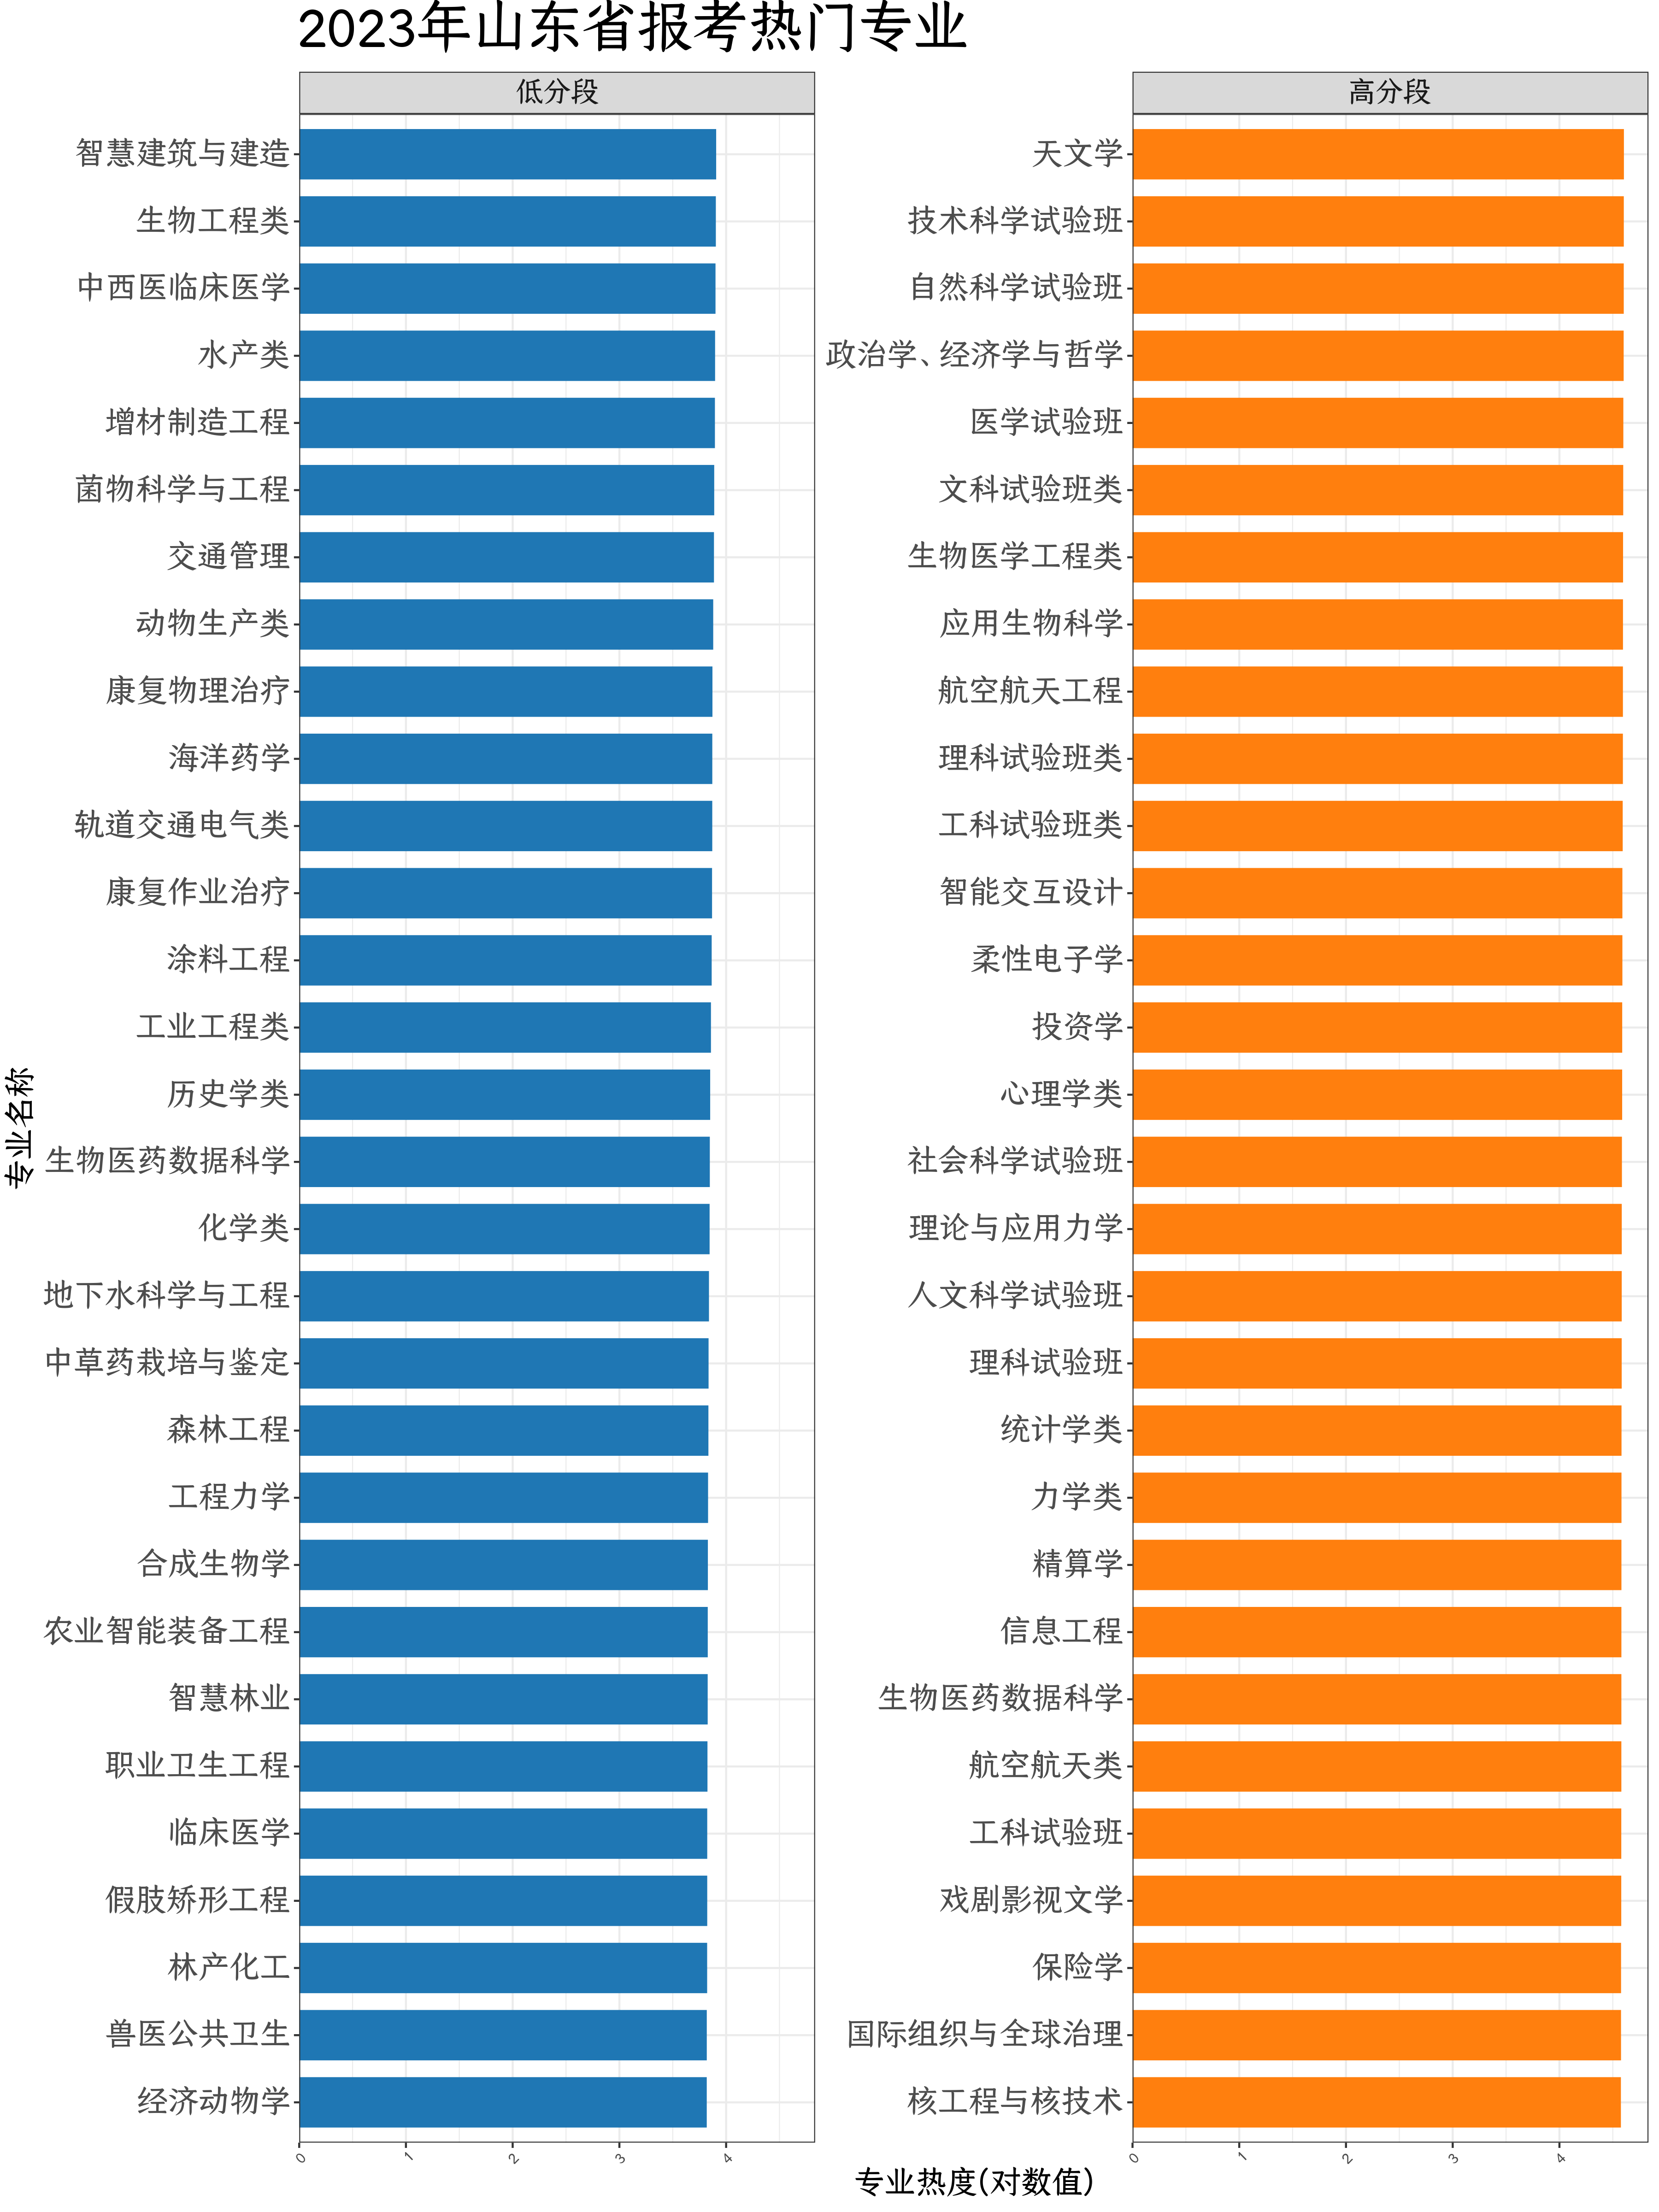 2023年山东省报考热门专业
低分段
智慧建筑与建造
生物工程类
中西医临床医学
水产类
增材制造工程
菌物科学与工程
交通管理
动物生产类
康复物理治疗
海洋药学
轨道交通电气类
康复作业治疗
涂料工程
工业工程类
历史学类
生物医药数据科学
化学类
地下水科学与工程
中草药栽培与鉴定
森林工程
工程力学
合成生物学
农业智能装备工程
智慧林业
职业卫生工程
临床医学
假肢矫形工程
林产化工
兽医公共卫生
经济动物学
0 1 2 3 4
高分段
天文学
技术科学试验班
自然科学试验班
政治学、经济学与哲学
医学试验班
文科试验班类
生物医学工程类
应用生物科学
航空航天工程
理科试验班类
工科试验班类
智能交互设计
柔性电子学
投资学
心理学类
社会科学试验班
理论与应用力学
人文科学试验班
理科试验班
统计学类
力学类
精算学
信息工程
生物医药数据科学
航空航天类
工科试验班
戏剧影视文学
保险学
国际组织与全球治理
核工程与核技术
0 1 2 3 4
专业名称
专业热度(对数值)